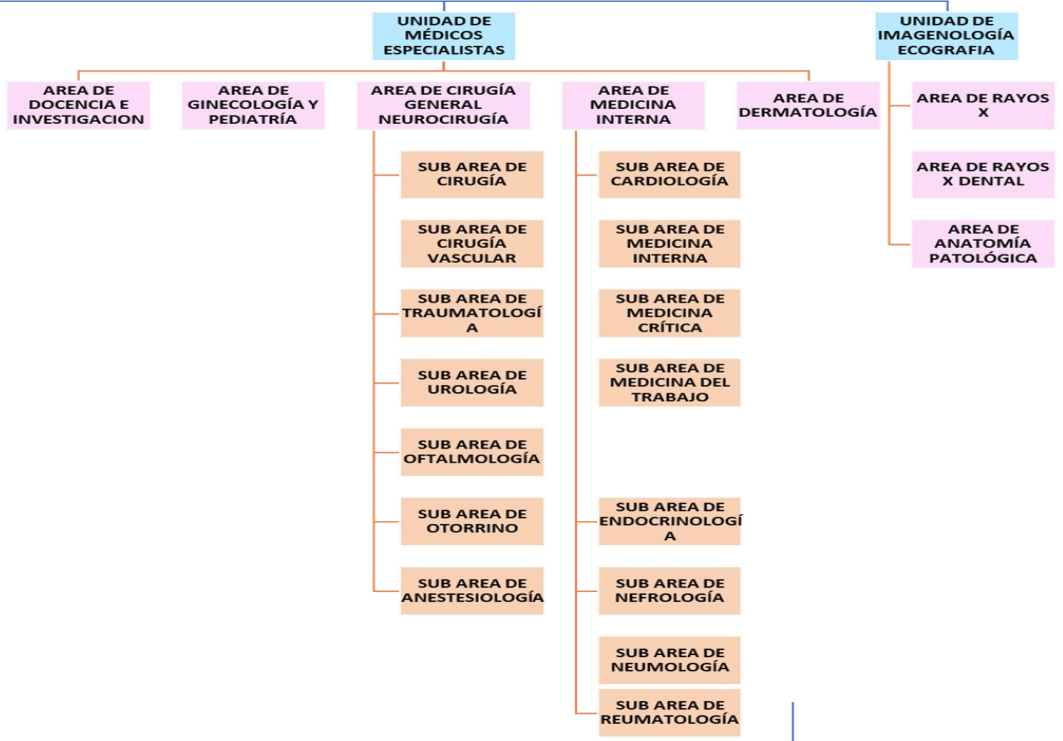 UNIDAD DE
MÉDICOS
ESPECIALISTAS
UNIDAD DE
IMAGENOLOGÍA
ECOGRAFIA
AREA DE
DOCENCIA E
INVESTIGACION
AREA DE
GINECOLOGÍA Y
PEDIATRÍA
AREA DE CIRUGÍA
GENERAL
NEUROCIRUGÍA
AREA DE
MEDICINA
INTERNA
AREA DE
DERMATOLOGÍA
AREA DE RAYOS
X
SUB AREA DE
CIRUGÍA
SUB AREA DE
CARDIOLOGÍA
AREA DE RAYOS
X DENTAL
SUB AREA DE
CIRUGÍA
VASCULAR
SUB AREA DE
MEDICINA
INTERNA
AREA DE
ANATOMÍA
PATOLÓGICA
SUB AREA DE
TRAUMATOLOGÍ
A
SUB AREA DE
MEDICINA
CRÍTICA
SUB AREA DE
UROLOGÍA
SUB AREA DE
MEDICINA DEL
TRABAJO
SUB AREA DE
OFTALMOLOGÍA
SUB AREA DE
OTORRINO
SUB AREA DE
ENDOCRINOLOGÍ
A
SUB AREA DE
ANESTESIOLOGÍA
SUB AREA DE
NEFROLOGÍA
SUB AREA DE
NEUMOLOGÍA
SUB AREA DE
REUMATOLOGÍA